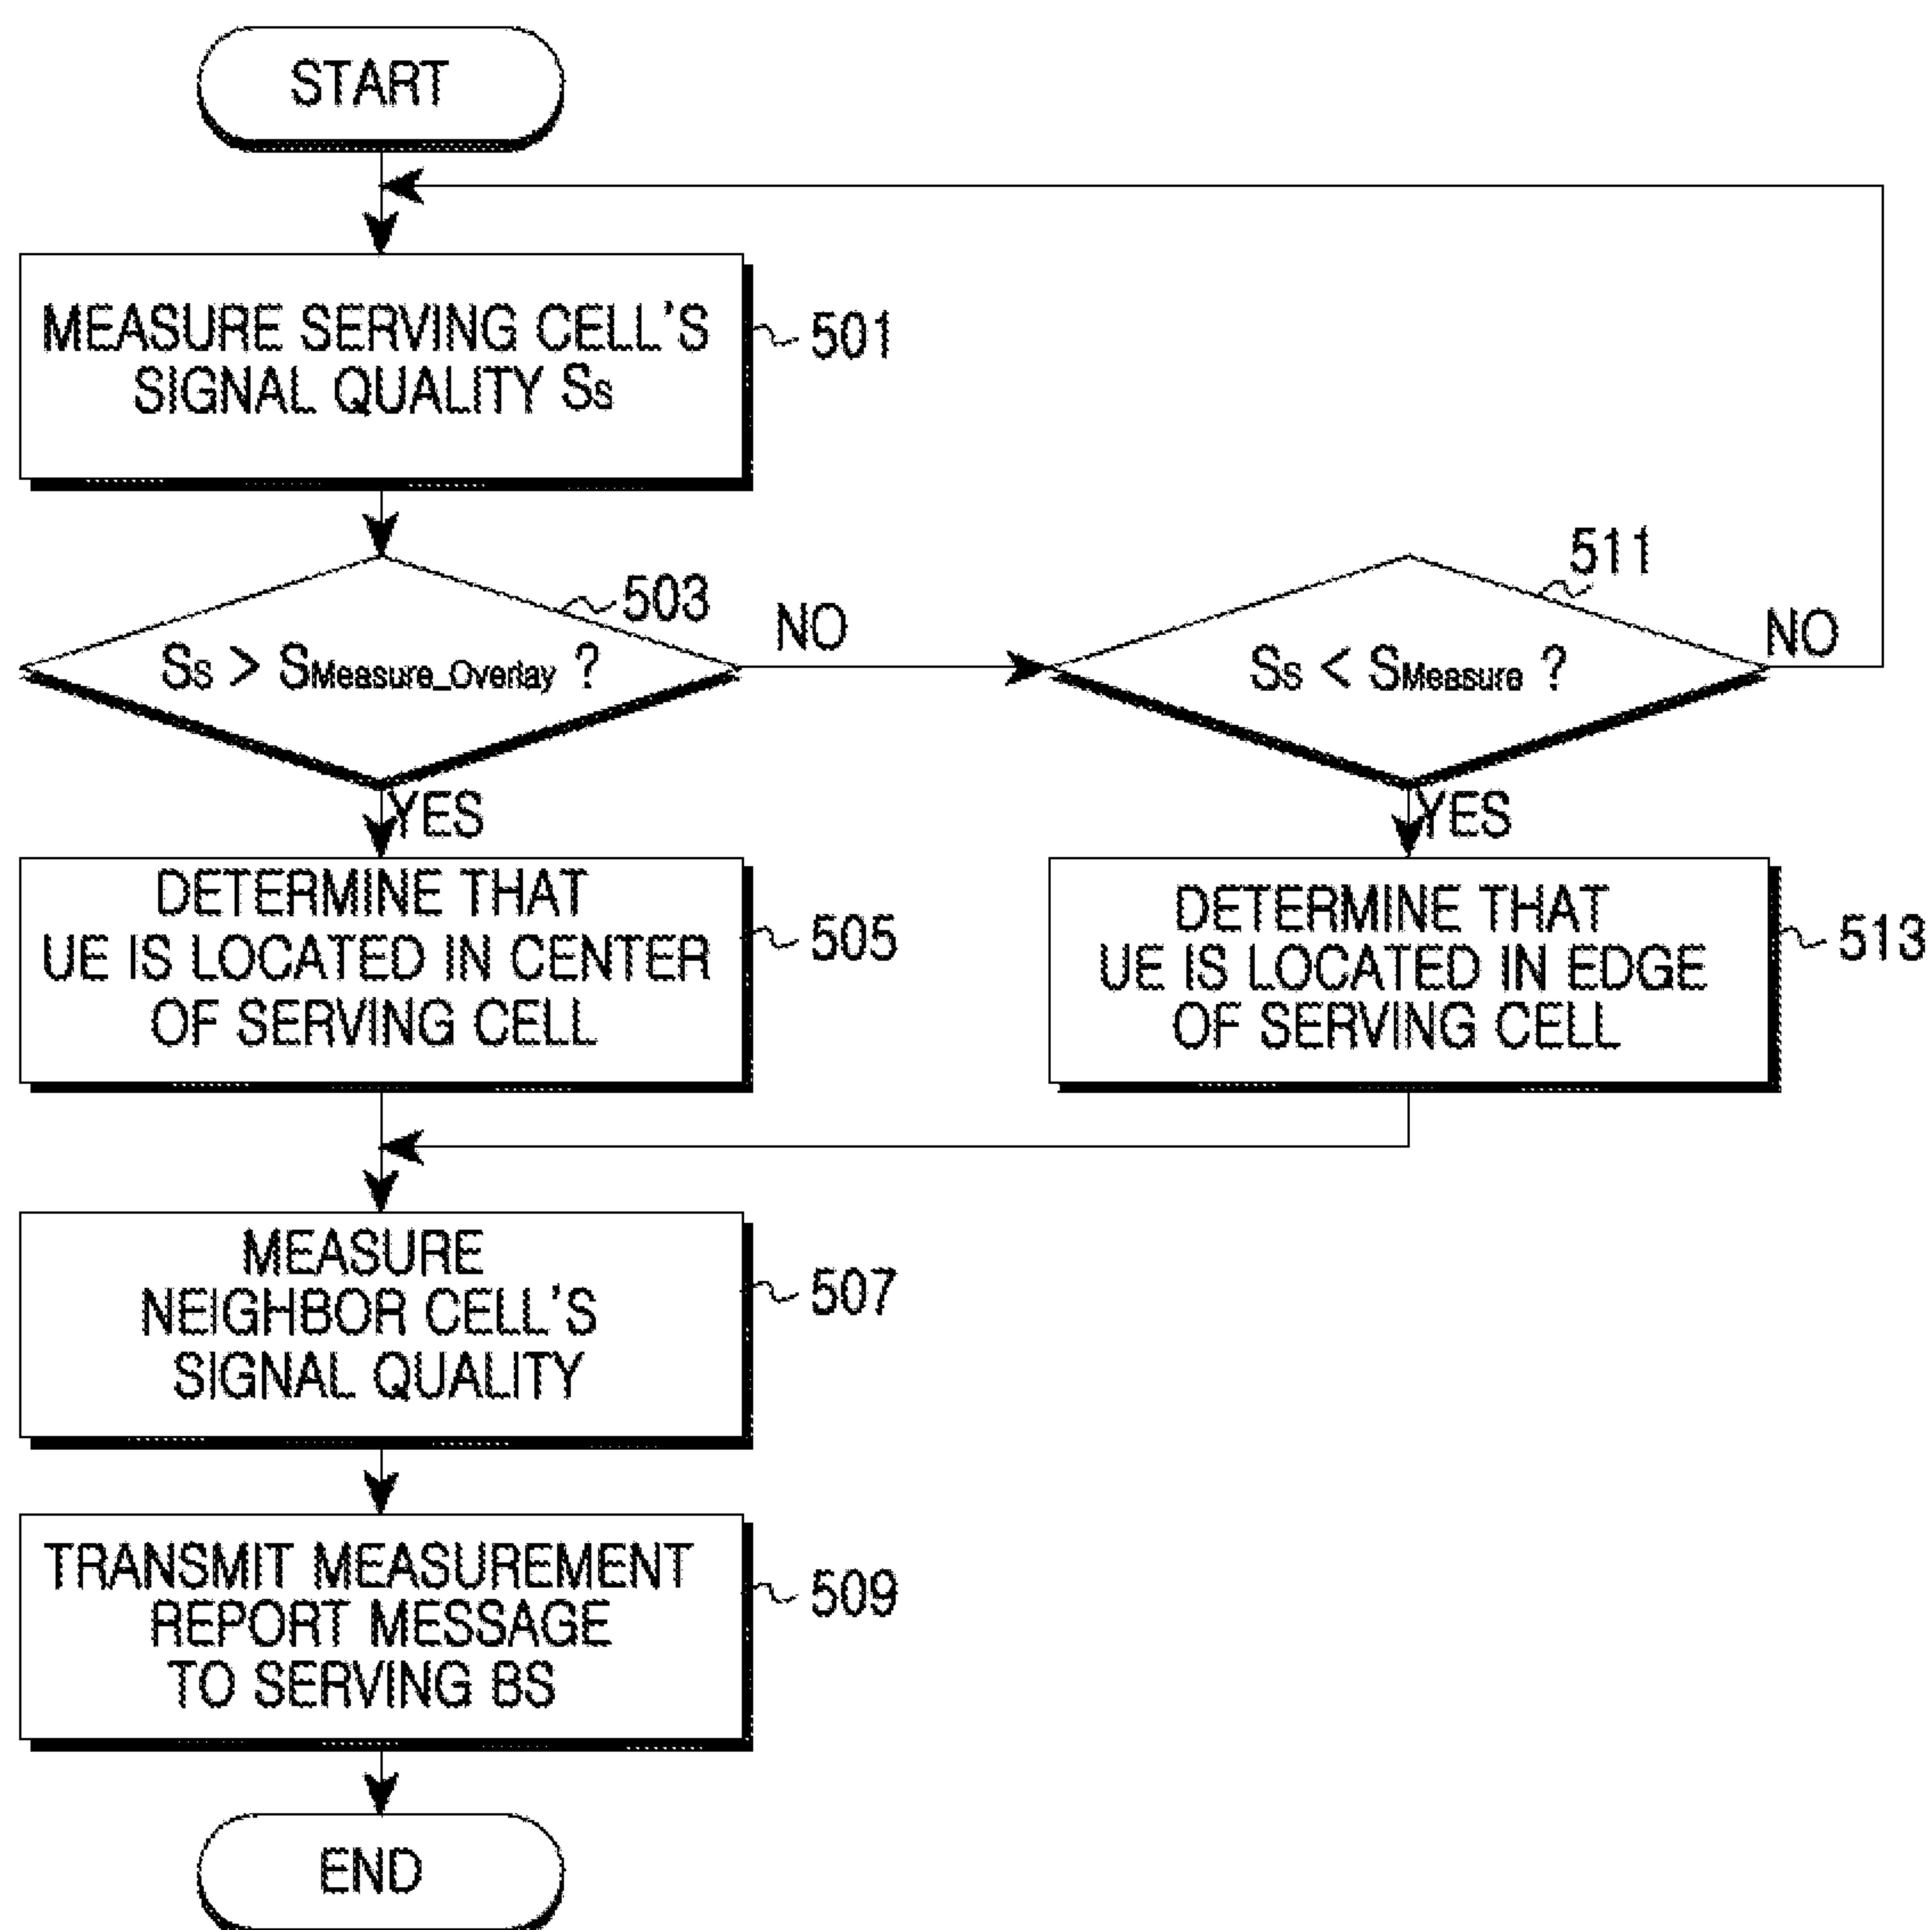 START
MEASURE SERVING CELL'S
SIGNAL QUALITY Ss
501
503
Ss > SMeasure_Overlay ?
NO
YES
511
Ss < SMeasure ?
NO
YES
DETERMINE THAT
UE IS LOCATED IN CENTER
OF SERVING CELL
505
DETERMINE THAT
UE IS LOCATED IN EDGE
OF SERVING CELL
513
MEASURE
NEIGHBOR CELL'S
SIGNAL QUALITY
507
TRANSMIT MEASUREMENT
REPORT MESSAGE
TO SERVING BS
509
END